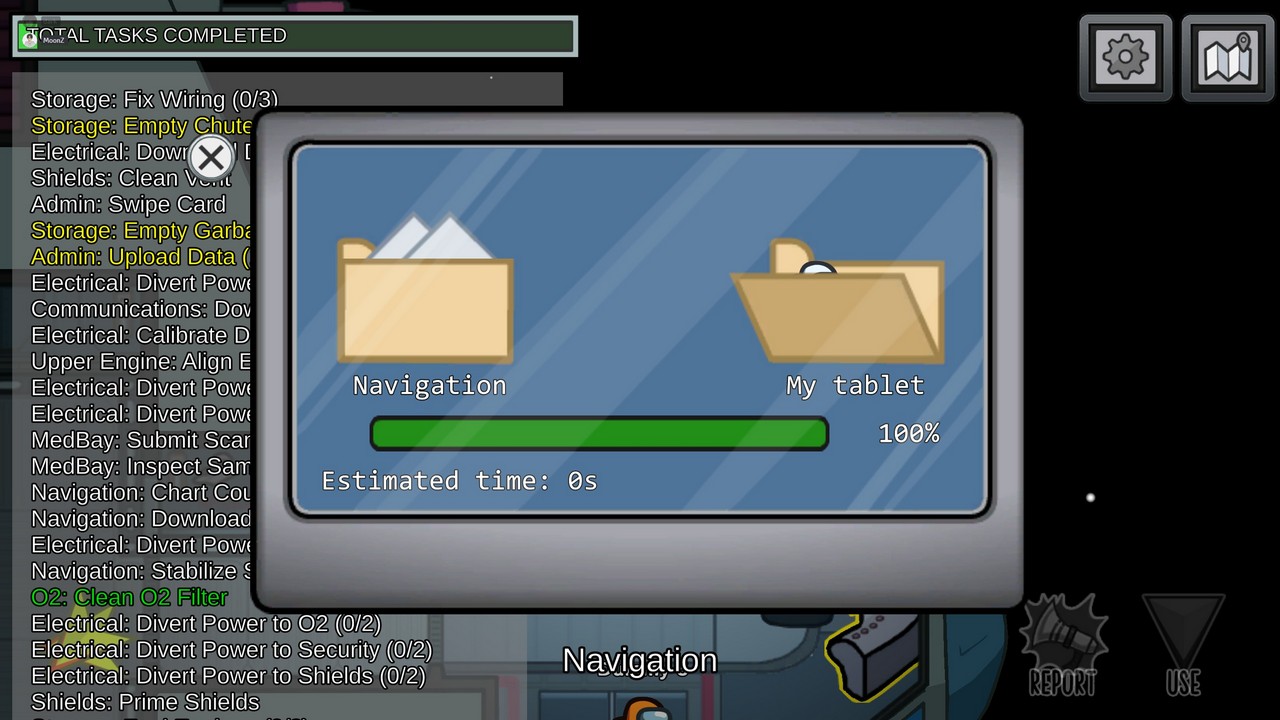 TOTAL TASKS COMPLETED
MoonZ
Storage: Fix Wiring (0/3)
Storage: Empty Chute
Electrical: Down
Shields: Clean Vent
Admin: Swipe Card
Storage: Empty Garba
Admin: Upload Data (
Electrical: Divert Powe
Communications: Dow
Electrical: Calibrate D
Upper Engine: Align E
Electrical: Divert Powe
Electrical: Divert Powe
MedBay: Submit Scar
MedBay: Inspect Sam
Navigation: Chart Cou
Navigation: Download
Electrical: Divert Powe
Navigation: Stabilize S
O2: Clean O2 Filter
Electrical: Divert Power to O2 (0/2)
Electrical: Divert Power to Security (0/2)
Electrical: Divert Power to Shields (0/2)
Shields: Prime Shields
Navigation
My tablet
100%
Estimated time: 0s
Navigation
REPORT
USE